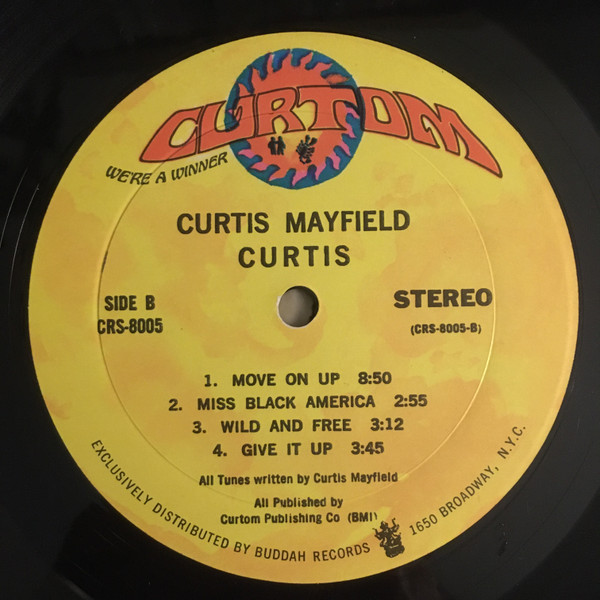 CURTOM
WE'RE A WINNER
CURTIS MAYFIELD
CURTIS
SIDE B
CRS-8005
STEREO
(CRS-8005-B)
1. MOVE ON UP 8:50
2. MISS BLACK AMERICA 2:55
3. WILD AND FREE 3:12
4. GIVE IT UP 3:45
All Tunes written by Curtis Mayfield
All Published by
Curtom Publishing Co (BMI)
EXCLUSIVELY DISTRIBUTED BY BUDDAH RECORDS 1650 BROADWAY, N.Y.C.